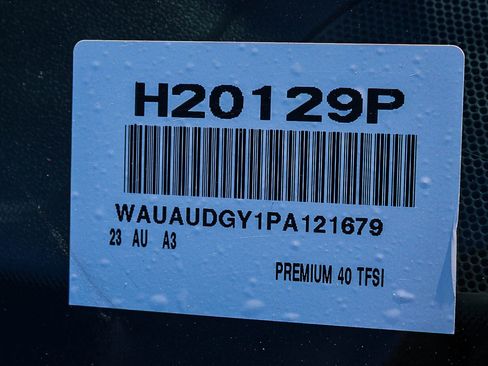 H20129P
WAUAUDGY1PA121679
23 AU A3
PREMIUM 40 TFSI